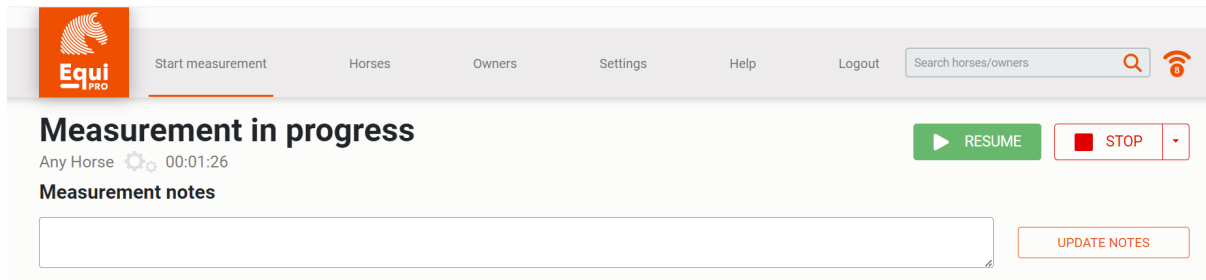 Equi
PRO
Start measurement
Horses
Owners
Settings
Help
Logout
Search horses/owners
8
Measurement in progress
RESUME
STOP
Any Horse 00:01:26
Measurement notes
UPDATE NOTES